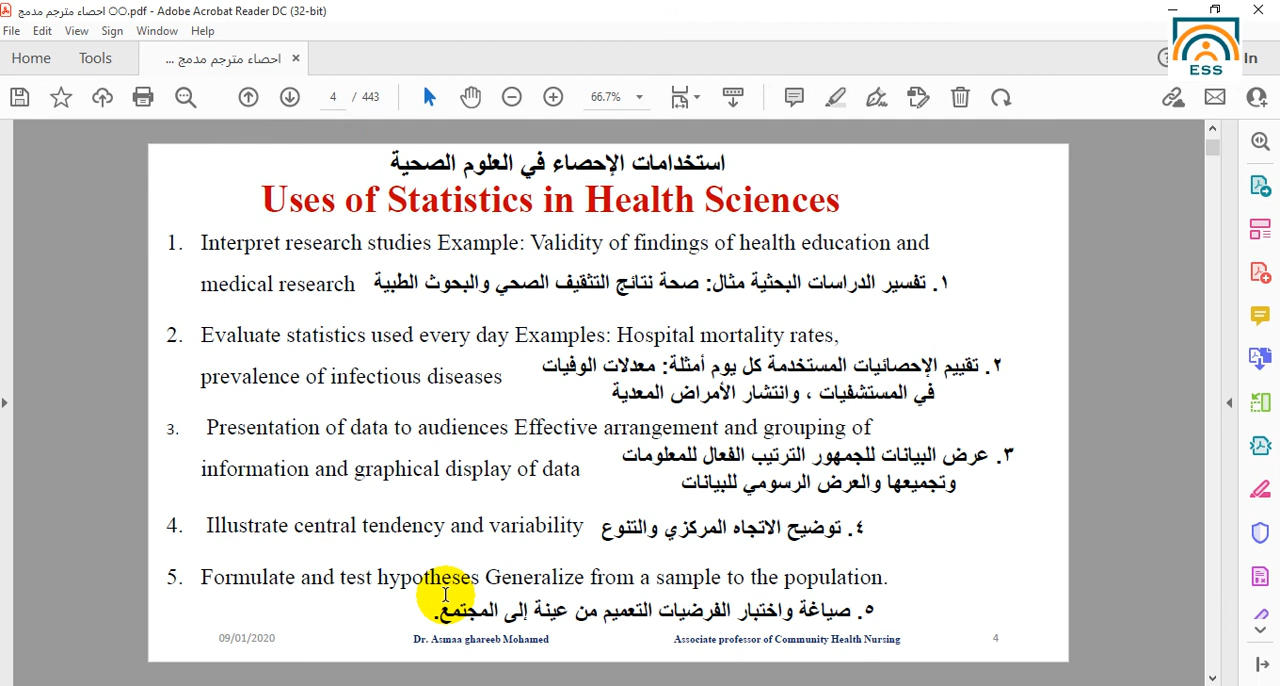 احصاء مترجم مدمج ○○.pdf - Adobe Acrobat Reader DC (32-bit)
File Edit View Sign Window Help
Home Tools احصاء مترجم مدمج ... × In
ESS
4 / 443 66.7%
استخدامات الإحصاء في العلوم الصحية
Uses of Statistics in Health Sciences
1. Interpret research studies Example: Validity of findings of health education and
medical research ١. تفسير الدراسات البحثية مثال: صحة نتائج التثقيف الصحي والبحوث الطبية
2. Evaluate statistics used every day Examples: Hospital mortality rates,
٢. تقييم الإحصائيات المستخدمة كل يوم أمثلة: معدلات الوفيات
prevalence of infectious diseases
في المستشفيات ، وانتشار الأمراض المعدية
3. Presentation of data to audiences Effective arrangement and grouping of
٣. عرض البيانات للجمهور الترتيب الفعال للمعلومات
information and graphical display of data
وتجميعها والعرض الرسومي للبيانات
4. Illustrate central tendency and variability ٤. توضيح الاتجاه المركزي والتنوع
5. Formulate and test hypotheses Generalize from a sample to the population.
٥. صياغة واختبار الفرضيات التعميم من عينة إلى المجتمع.
09/01/2020 Dr. Asmaa ghareeb Mohamed Associate professor of Community Health Nursing 4